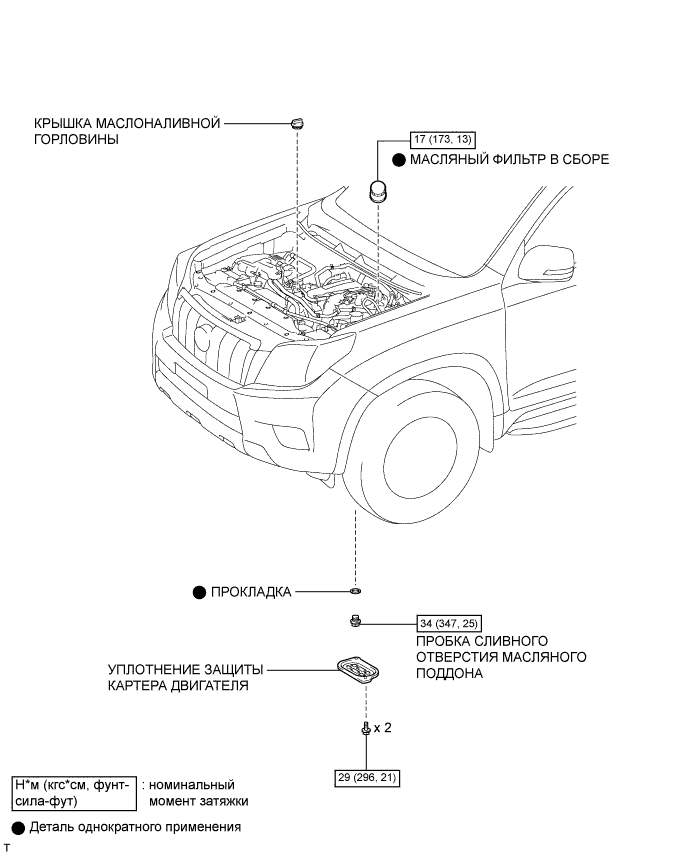 КРЫШКА МАСЛОНАЛИВНОЙ
ГОРЛОВИНЫ
17 (173, 13)
МАСЛЯНЫЙ ФИЛЬТР В СБОРЕ
ПРОКЛАДКА
34 (347, 25)
ПРОБКА СЛИВНОГО
ОТВЕРСТИЯ МАСЛЯНОГО
ПОДДОНА
УПЛОТНЕНИЕ ЗАЩИТЫ
КАРТЕРА ДВИГАТЕЛЯ
x 2
29 (296, 21)
Н*м (кгс*см, фунт-
сила-фут)
: номинальный
момент затяжки
Деталь однократного применения
T